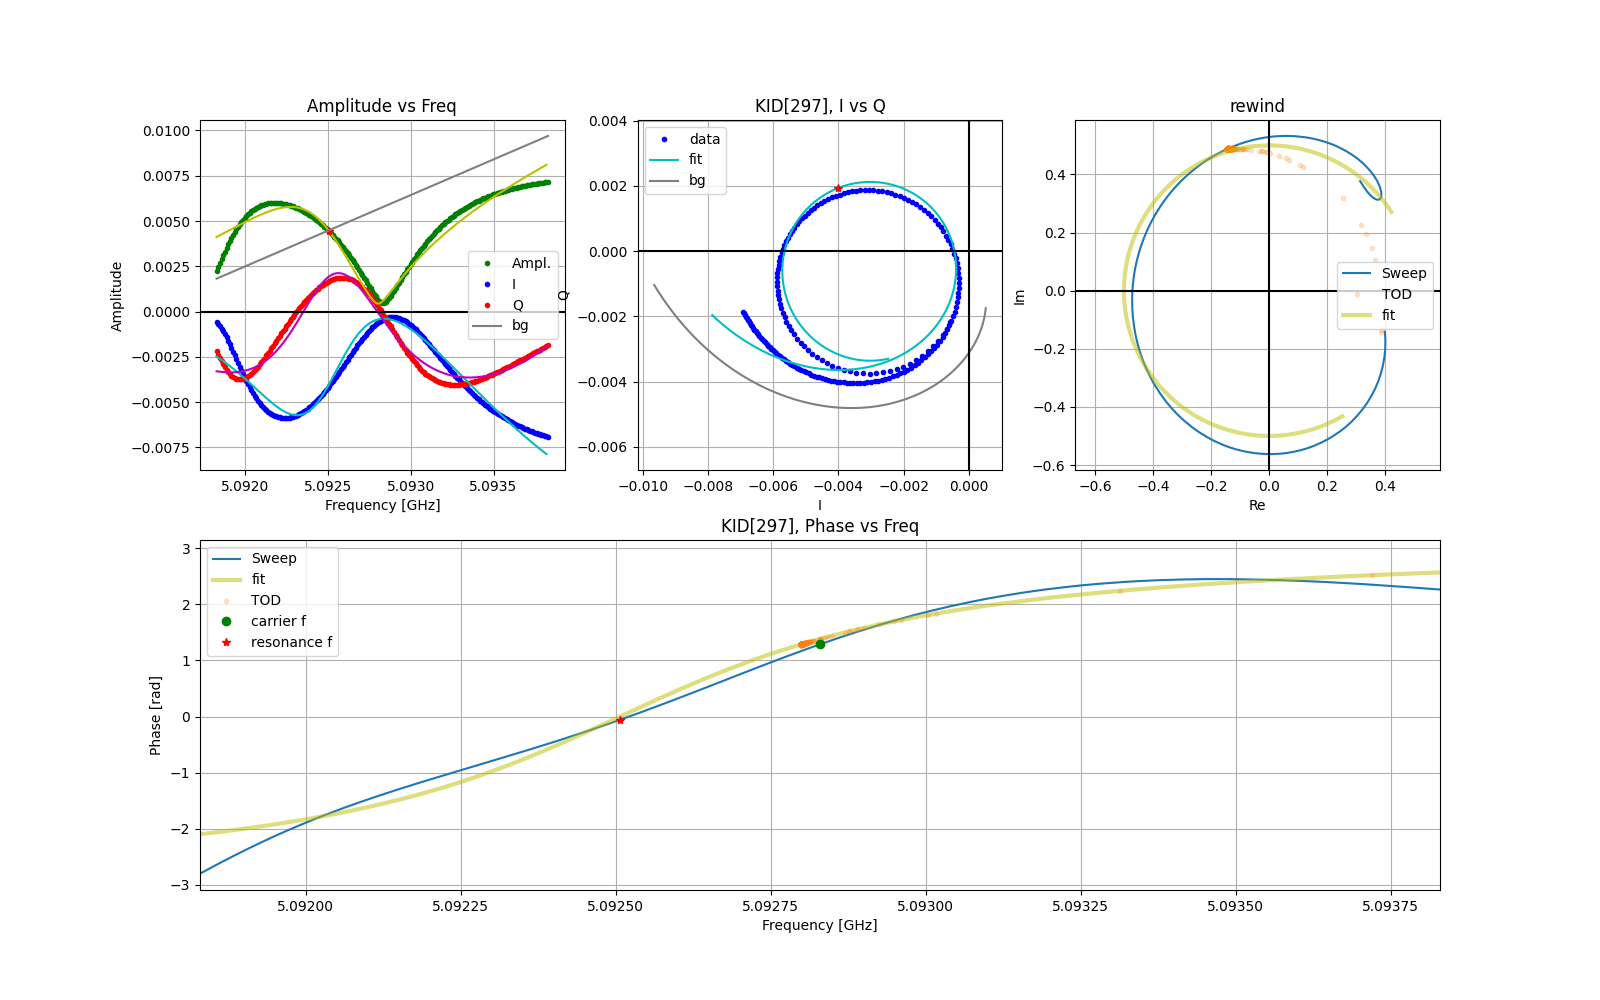 Amplitude vs Freq
0.0100
0.0075
0.0050
0.0025
0.0000
−0.0025
−0.0050
−0.0075
Amplitude
5.0920
5.0925
5.0930
5.0935
Frequency [GHz]
Ampl.
I
Q
bg
KID[297], I vs Q
0.004
0.002
0.000
−0.002
−0.004
−0.006
Q
data
fit
bg
−0.010
−0.008
−0.006
−0.004
−0.002
0.000
I
rewind
0.4
0.2
0.0
−0.2
−0.4
−0.6
Im
Sweep
TOD
fit
−0.6
−0.4
−0.2
0.0
0.2
0.4
Re
KID[297], Phase vs Freq
3
2
1
0
−1
−2
−3
Phase [rad]
Sweep
fit
TOD
carrier f
resonance f
5.09200
5.09225
5.09250
5.09275
5.09300
5.09325
5.09350
5.09375
Frequency [GHz]